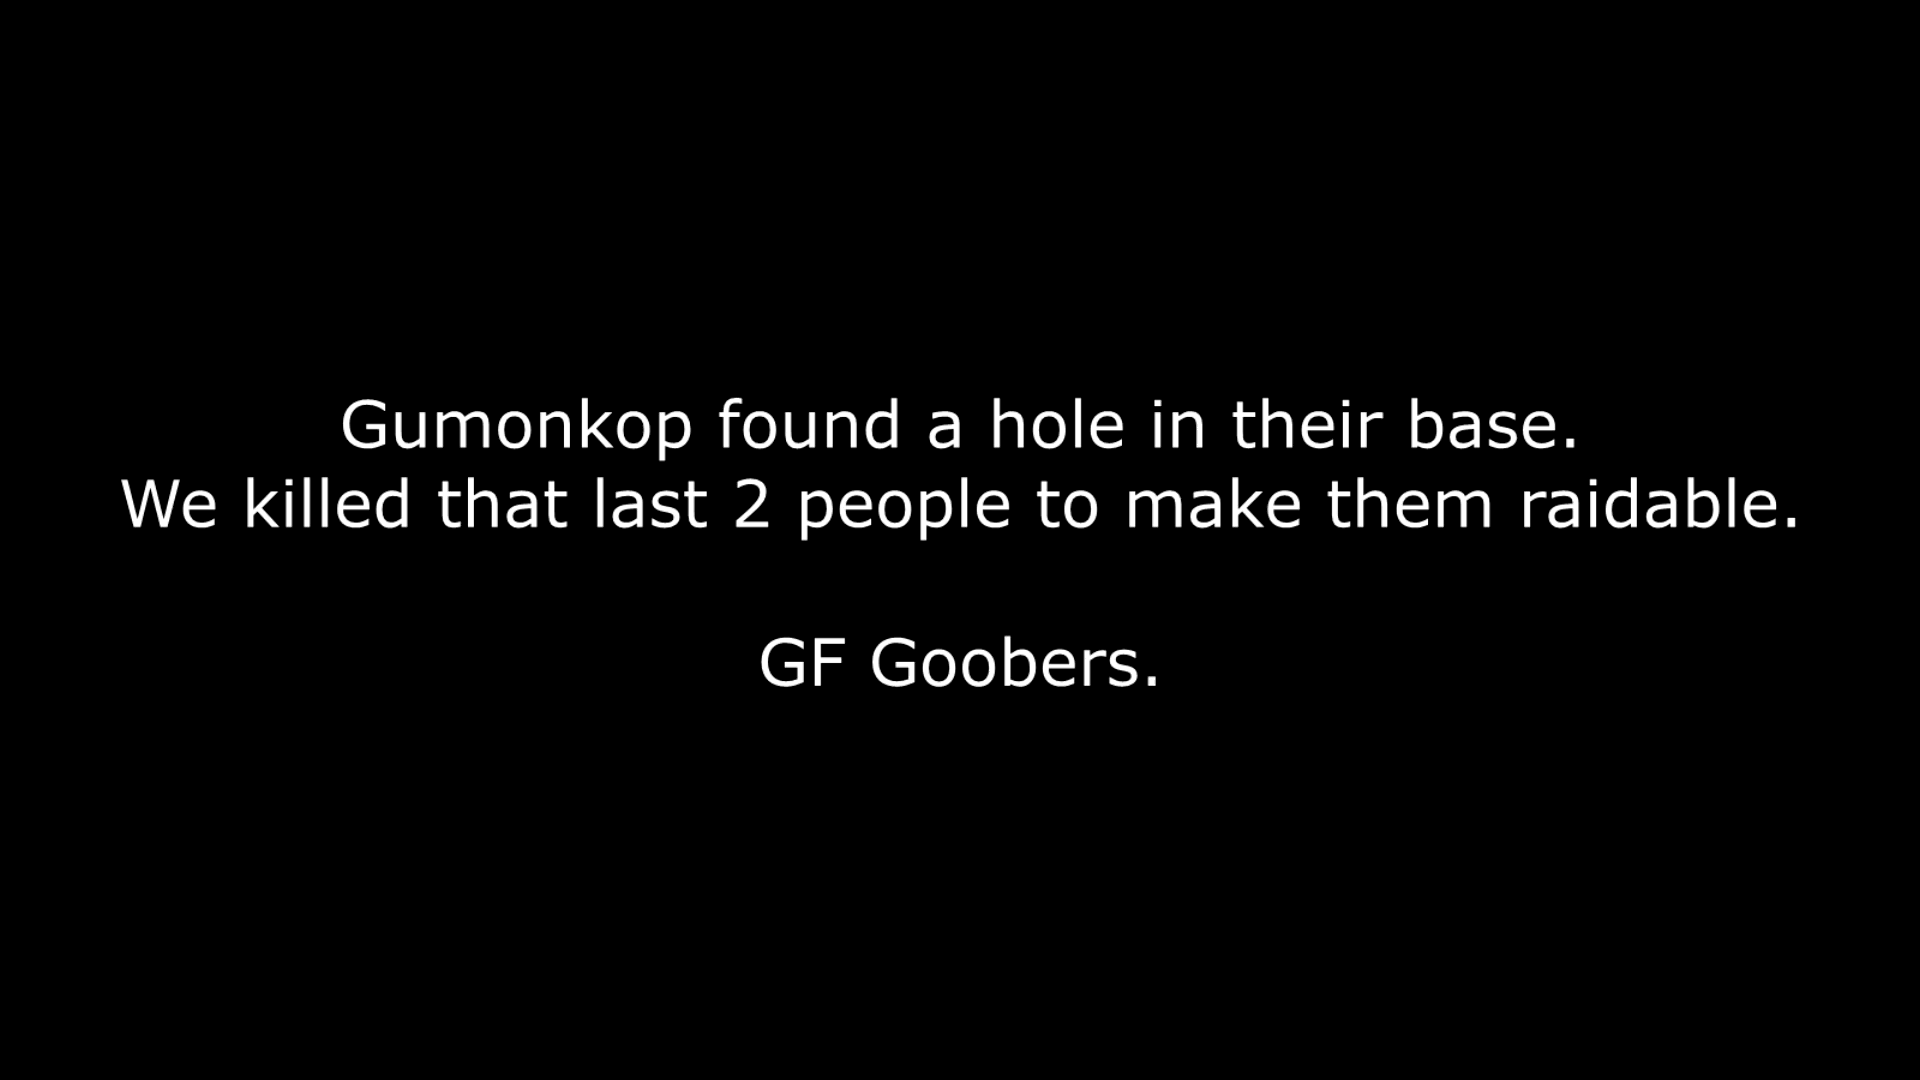 Gumonkop found a hole in their base.
We killed that last 2 people to make them raidable.
GF Goobers.